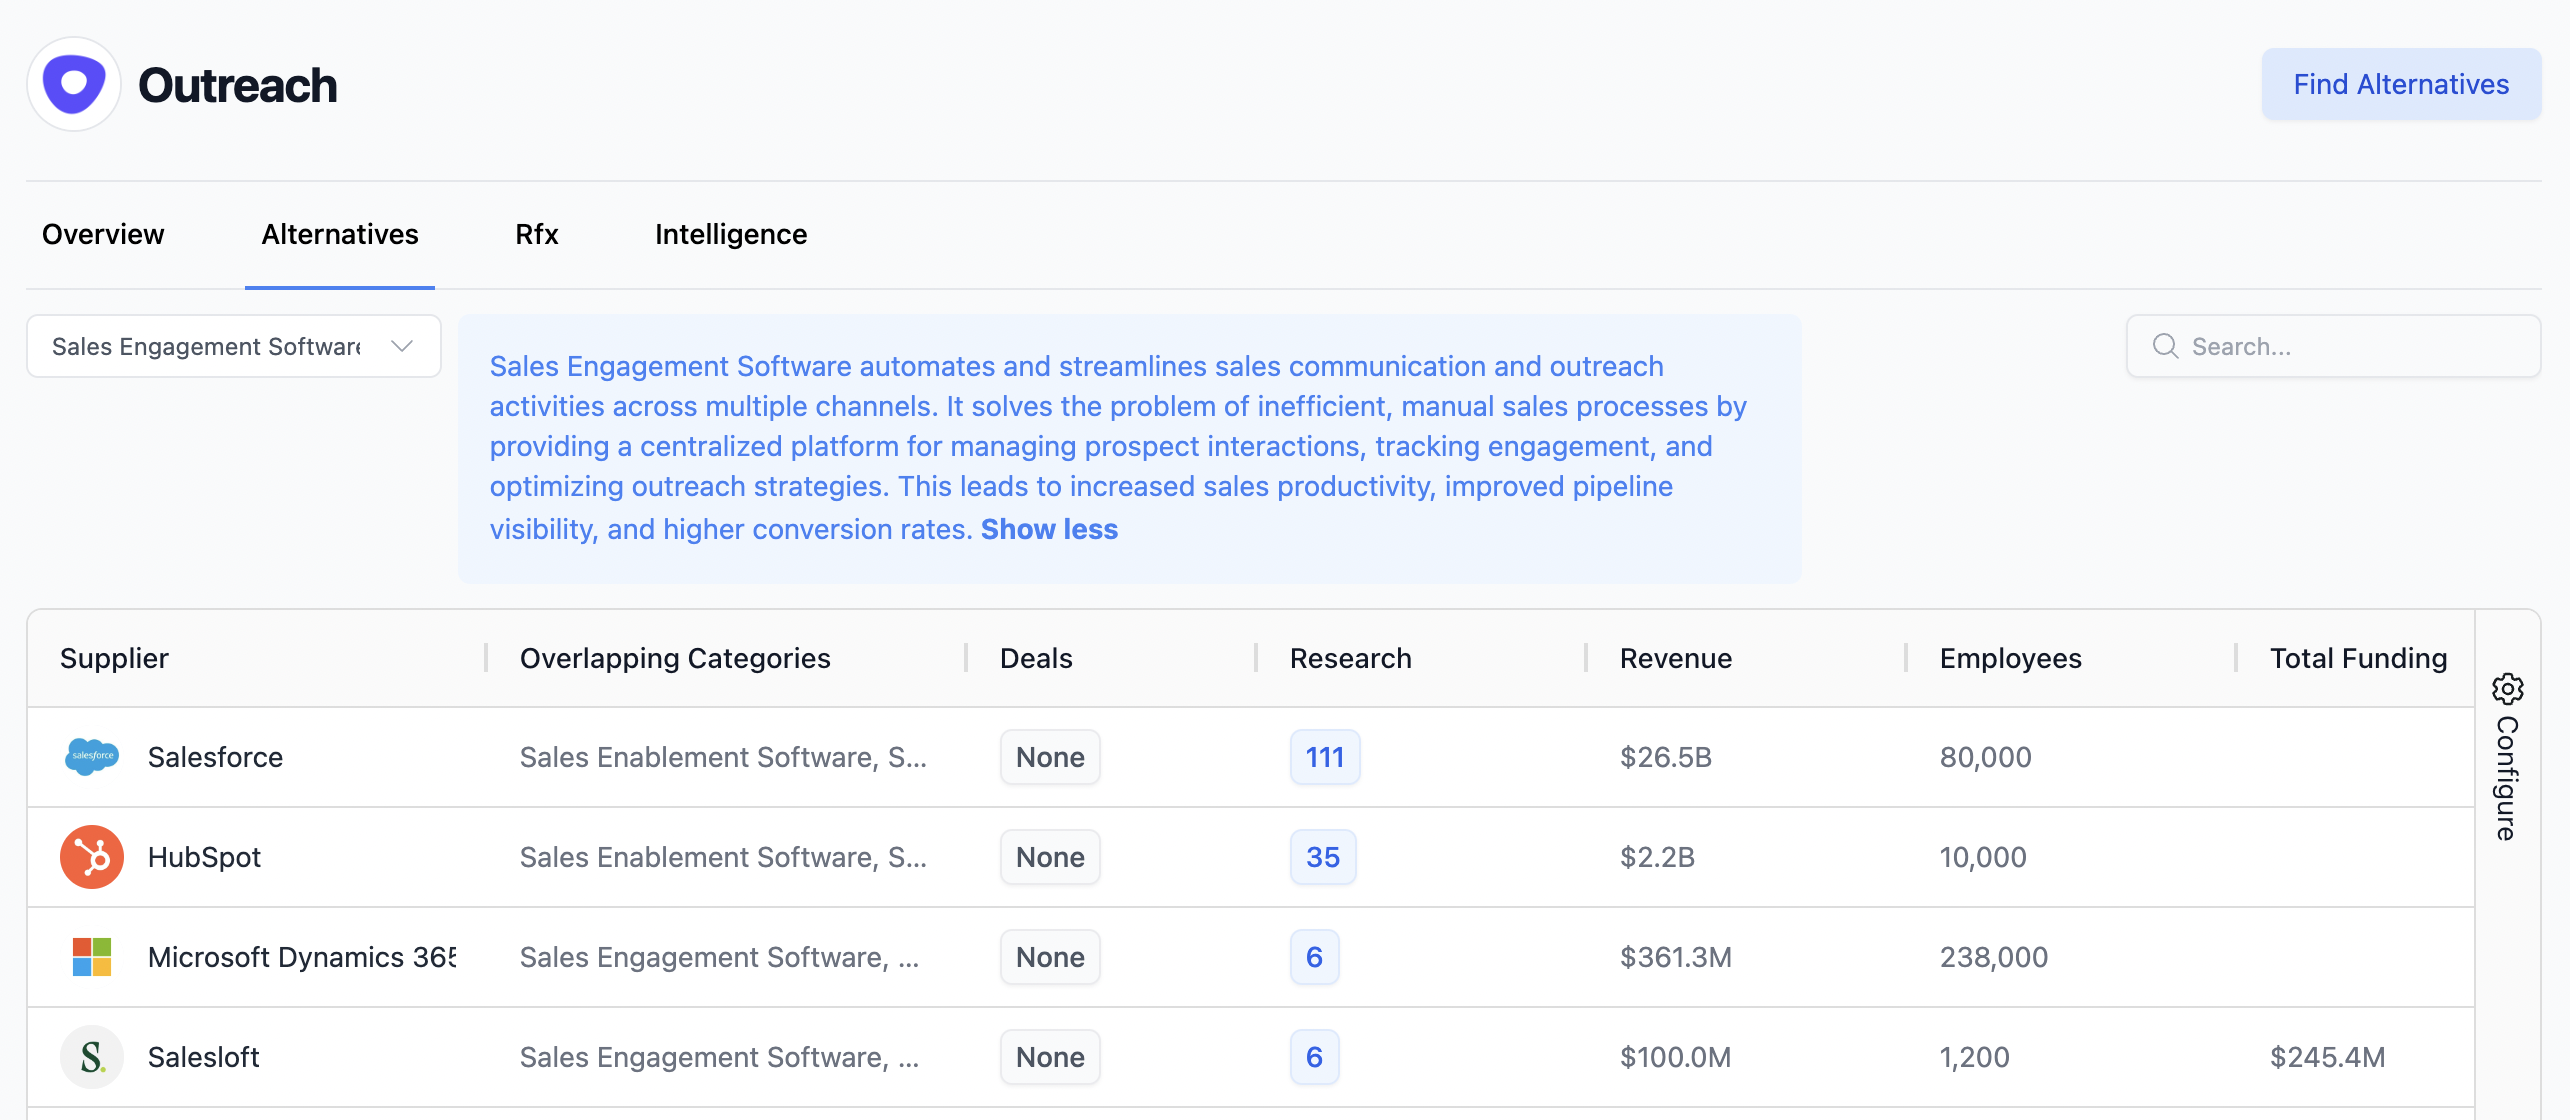 Outreach
Find Alternatives
Overview
Alternatives
Rfx
Intelligence
Sales Engagement Software
Sales Engagement Software automates and streamlines sales communication and outreach
activities across multiple channels. It solves the problem of inefficient, manual sales processes by
providing a centralized platform for managing prospect interactions, tracking engagement, and
optimizing outreach strategies. This leads to increased sales productivity, improved pipeline
visibility, and higher conversion rates. Show less
Search...
Supplier Overlapping Categories Deals Research Revenue Employees Total Funding
Configure
salesforce Salesforce Sales Enablement Software, S... None 111 $26.5B 80,000
HubSpot Sales Enablement Software, S... None 35 $2.2B 10,000
Microsoft Dynamics 365 Sales Engagement Software, ... None 6 $361.3M 238,000
S. Salesloft Sales Engagement Software, ... None 6 $100.0M 1,200 $245.4M